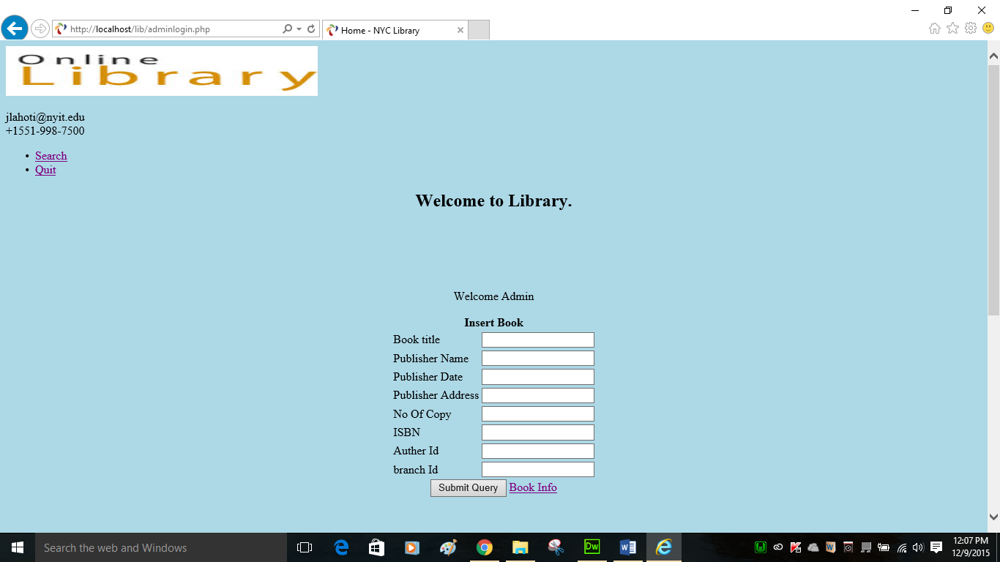 http://localhost/lib/adminlogin.php
Home - NYC Library
Online
Library
jlahoti@nyit.edu
+1551-998-7500
• Search
• Quit
Welcome to Library.
Welcome Admin
Insert Book
Book title
Publisher Name
Publisher Date
Publisher Address
No Of Copy
ISBN
Auther Id
branch Id
Submit Query Book Info
Search the web and Windows
Dw
12:07 PM
12/9/2015